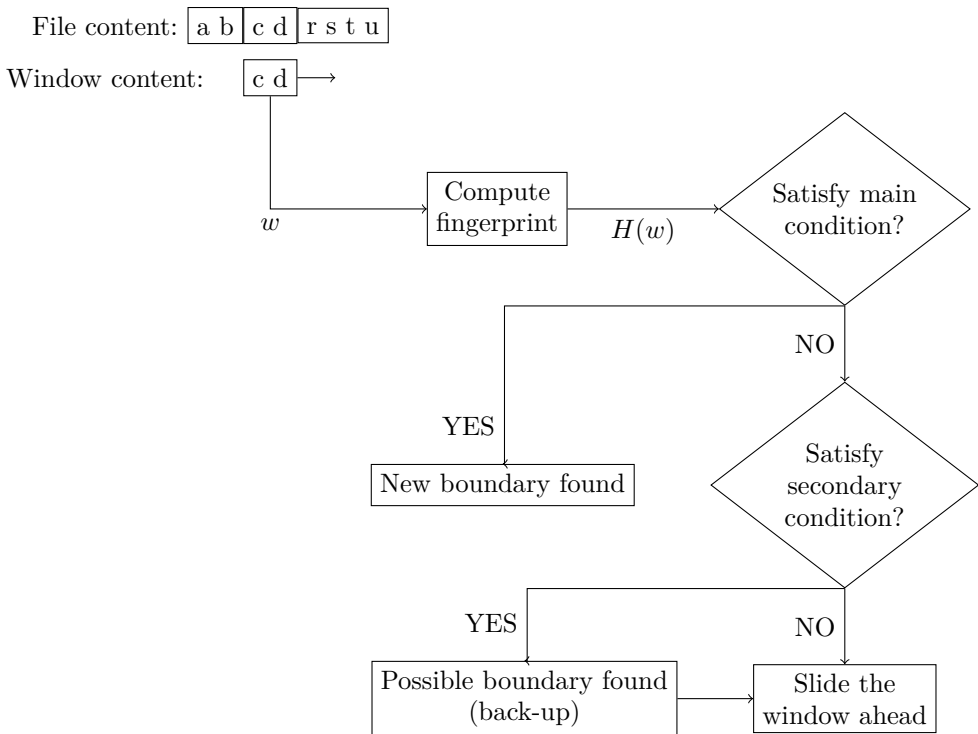 File content: a b c d r s t u
Window content: c d
Compute
fingerprint
w
H(w)
Satisfy main
condition?
NO
YES
New boundary found
Satisfy
secondary
condition?
YES
NO
Possible boundary found
(back-up)
Slide the
window ahead